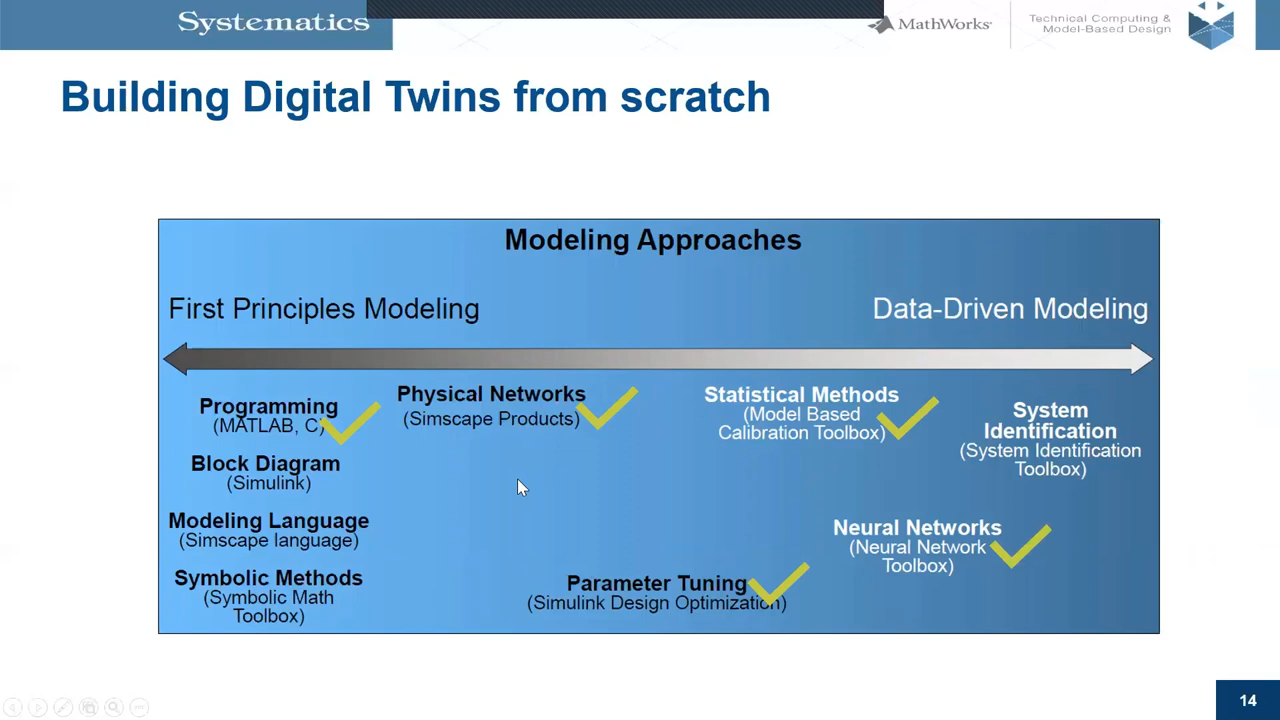 Systematics
MathWorks®
Technical Computing &
Model-Based Design
Building Digital Twins from scratch
Modeling Approaches
First Principles Modeling
Data-Driven Modeling
Programming
(MATLAB, C)
Block Diagram
(Simulink)
Modeling Language
(Simscape language)
Symbolic Methods
(Symbolic Math
Toolbox)
Physical Networks
(Simscape Products)
Parameter Tuning
(Simulink Design Optimization)
Statistical Methods
(Model Based
Calibration Toolbox)
Neural Networks
(Neural Network
Toolbox)
System
Identification
(System Identification
Toolbox)
14